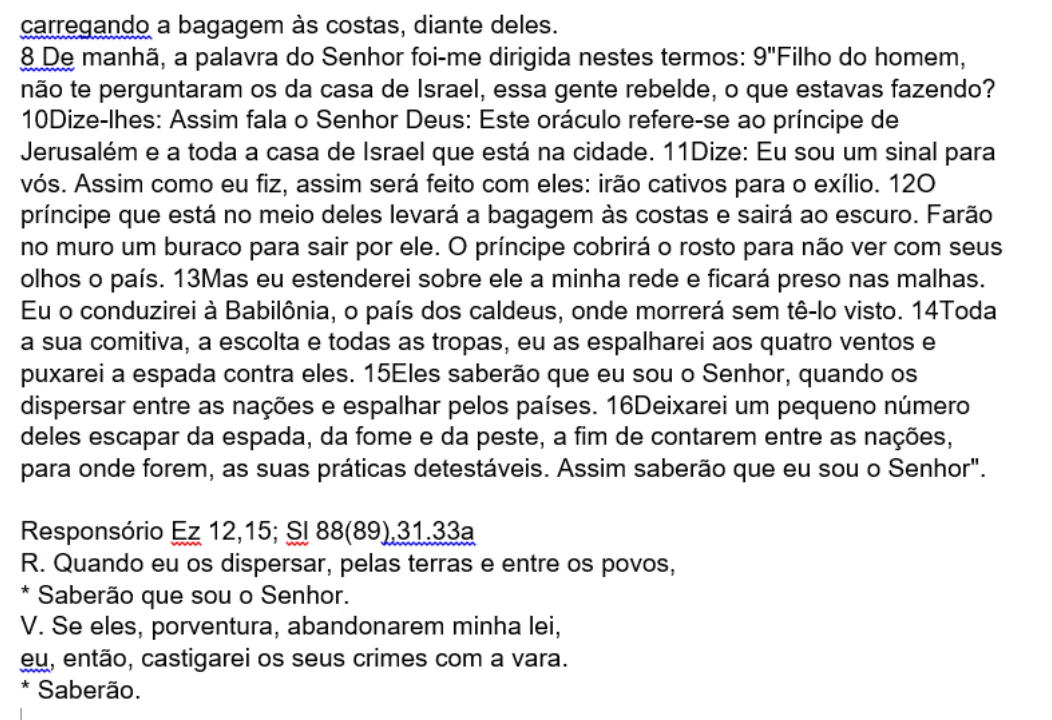 carregando a bagagem às costas, diante deles.
8 De manhã, a palavra do Senhor foi-me dirigida nestes termos: 9"Filho do homem,
não te perguntaram os da casa de Israel, essa gente rebelde, o que estavas fazendo?
10Dize-lhes: Assim fala o Senhor Deus: Este oráculo refere-se ao príncipe de
Jerusalém e a toda a casa de Israel que está na cidade. 11Dize: Eu sou um sinal para
vós. Assim como eu fiz, assim será feito com eles: irão cativos para o exílio. 12O
príncipe que está no meio deles levará a bagagem às costas e sairá ao escuro. Farão
no muro um buraco para sair por ele. O príncipe cobrirá o rosto para não ver com seus
olhos o país. 13Mas eu estenderei sobre ele a minha rede e ficará preso nas malhas.
Eu o conduzirei à Babilônia, o país dos caldeus, onde morrerá sem tê-lo visto. 14Toda
a sua comitiva, a escolta e todas as tropas, eu as espalharei aos quatro ventos e
puxarei a espada contra eles. 15Eles saberão que eu sou o Senhor, quando os
dispersar entre as nações e espalhar pelos países. 16Deixarei um pequeno número
deles escapar da espada, da fome e da peste, a fim de contarem entre as nações,
para onde forem, as suas práticas detestáveis. Assim saberão que eu sou o Senhor".
Responsório Ez 12,15; Sl 88(89),31.33a
R. Quando eu os dispersar, pelas terras e entre os povos,
* Saberão que sou o Senhor.
V. Se eles, porventura, abandonarem minha lei,
eu, então, castigarei os seus crimes com a vara.
* Saberão.